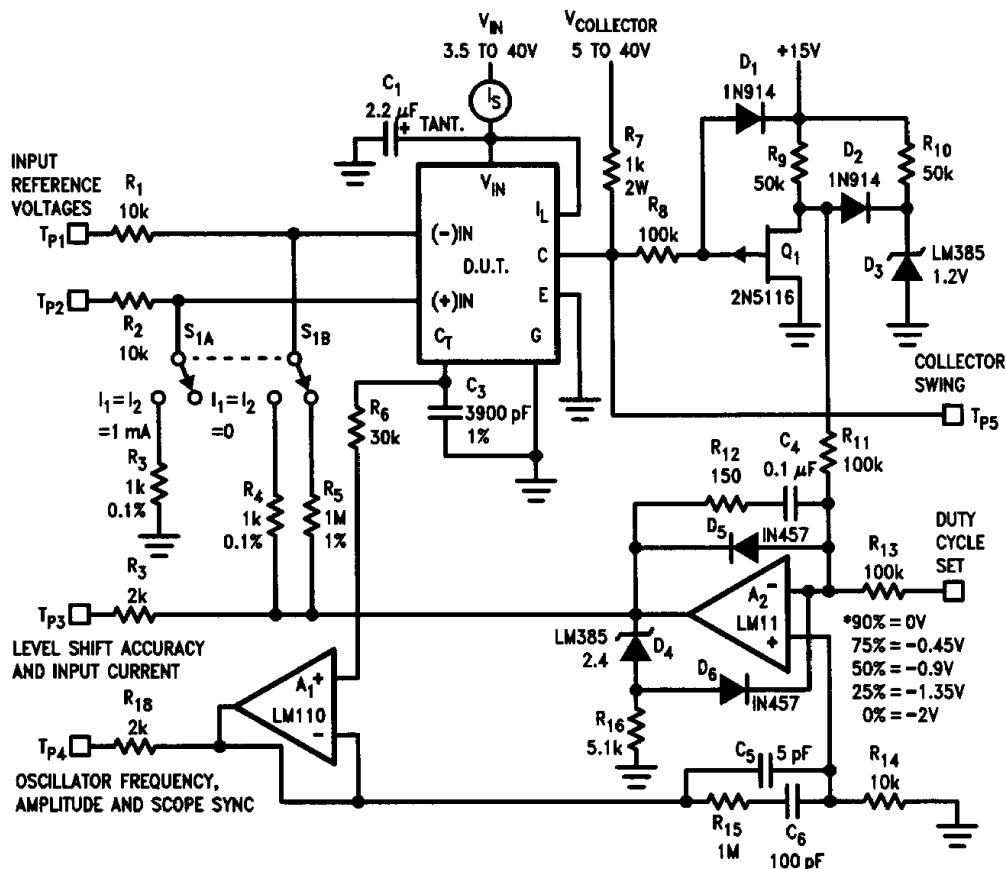 V_IN
3.5 TO 40V
V_COLLECTOR
5 TO 40V
+15V
D1
1N914
C1
2.2 μF
+ TANT.
I_S
R7
1k
2W
R9
50k
D2
1N914
R10
50k
INPUT
REFERENCE
VOLTAGES
R1
10k
TP1
V_IN
I_L
(−)IN
C
D.U.T.
(+)IN
E
C_T
G
R8
100k
Q1
2N5116
D3
LM385
1.2V
TP2
R2
10k
S1A
S1B
I1=I2
=1 mA
I1=I2
=0
R3
1k
0.1%
R4
1k
0.1%
R5
1M
1%
R6
30k
C3
3900 pF
1%
COLLECTOR
SWING
TP5
R12
150
C4
0.1 μF
R11
100k
D5
IN457
R13
100k
DUTY
CYCLE
SET
*90% = 0V
75% = −0.45V
50% = −0.9V
25% = −1.35V
0% = −2V
R3
2k
TP3
LEVEL SHIFT ACCURACY
AND INPUT CURRENT
A2
−
LM11
+
LM385
2.4
D4
D6
IN457
R16
5.1k
A1
+
LM110
−
R18
2k
TP4
OSCILLATOR FREQUENCY,
AMPLITUDE AND SCOPE SYNC
C5
5 pF
R15
1M
C6
100 pF
R14
10k